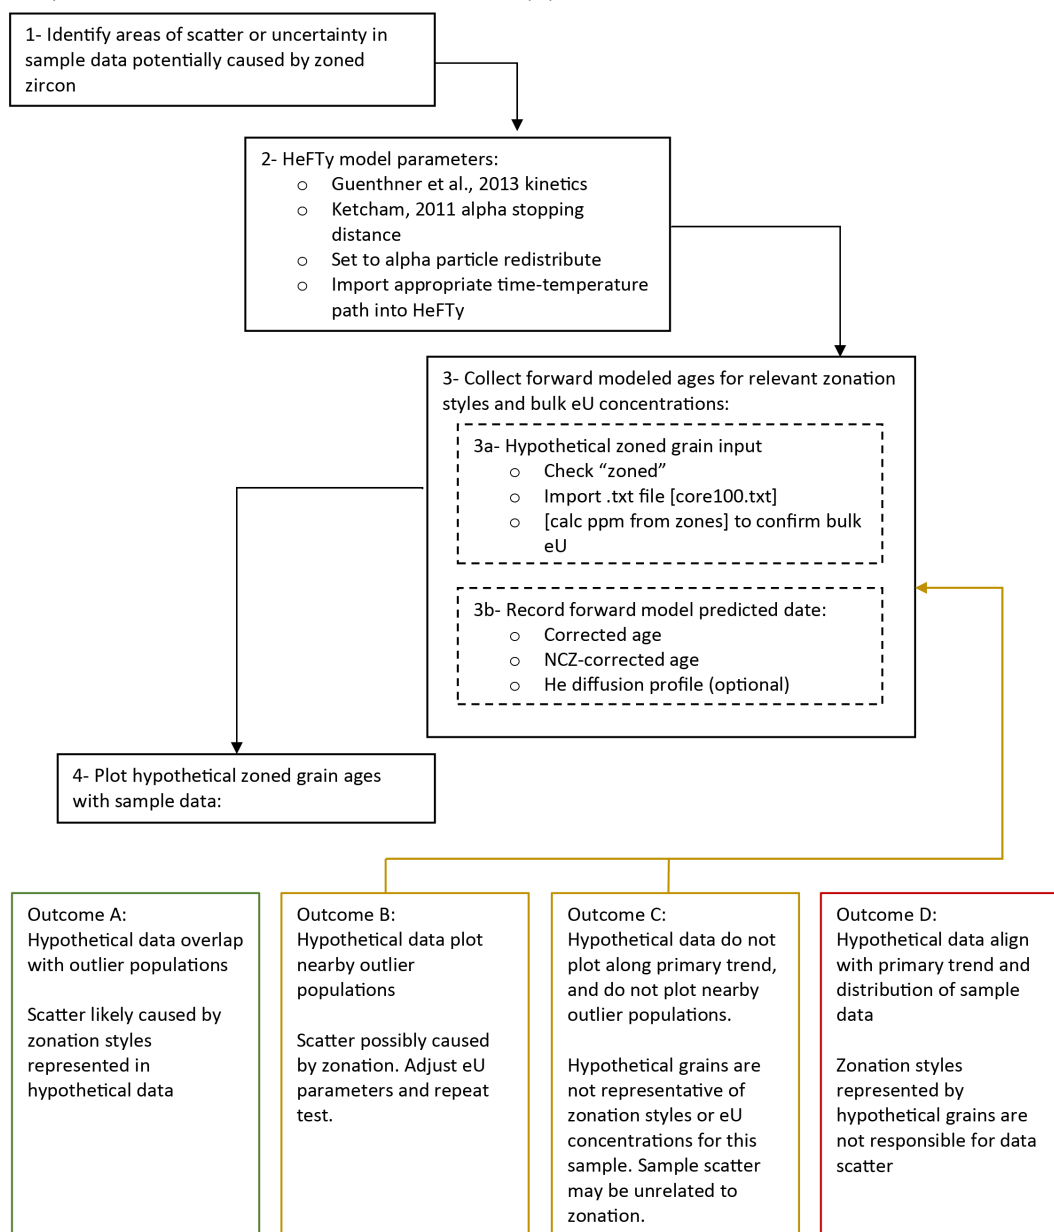 1- Identify areas of scatter or uncertainty in
sample data potentially caused by zoned
zircon
2- HeFTy model parameters:
o Guenthner et al., 2013 kinetics
o Ketcham, 2011 alpha stopping
distance
o Set to alpha particle redistribute
o Import appropriate time-temperature
path into HeFTy
3- Collect forward modeled ages for relevant zonation
styles and bulk eU concentrations:
3a- Hypothetical zoned grain input
o Check “zoned”
o Import .txt file [core100.txt]
o [calc ppm from zones] to confirm bulk
eU
3b- Record forward model predicted date:
o Corrected age
o NCZ-corrected age
o He diffusion profile (optional)
4- Plot hypothetical zoned grain ages
with sample data:
Outcome A:
Hypothetical data overlap
with outlier populations
Scatter likely caused by
zonation styles
represented in
hypothetical data
Outcome B:
Hypothetical data plot
nearby outlier
populations
Scatter possibly caused
by zonation. Adjust eU
parameters and repeat
test.
Outcome C:
Hypothetical data do not
plot along primary trend,
and do not plot nearby
outlier populations.
Hypothetical grains are
not representative of
zonation styles or eU
concentrations for this
sample. Sample scatter
may be unrelated to
zonation.
Outcome D:
Hypothetical data align
with primary trend and
distribution of sample
data
Zonation styles
represented by
hypothetical grains are
not responsible for data
scatter